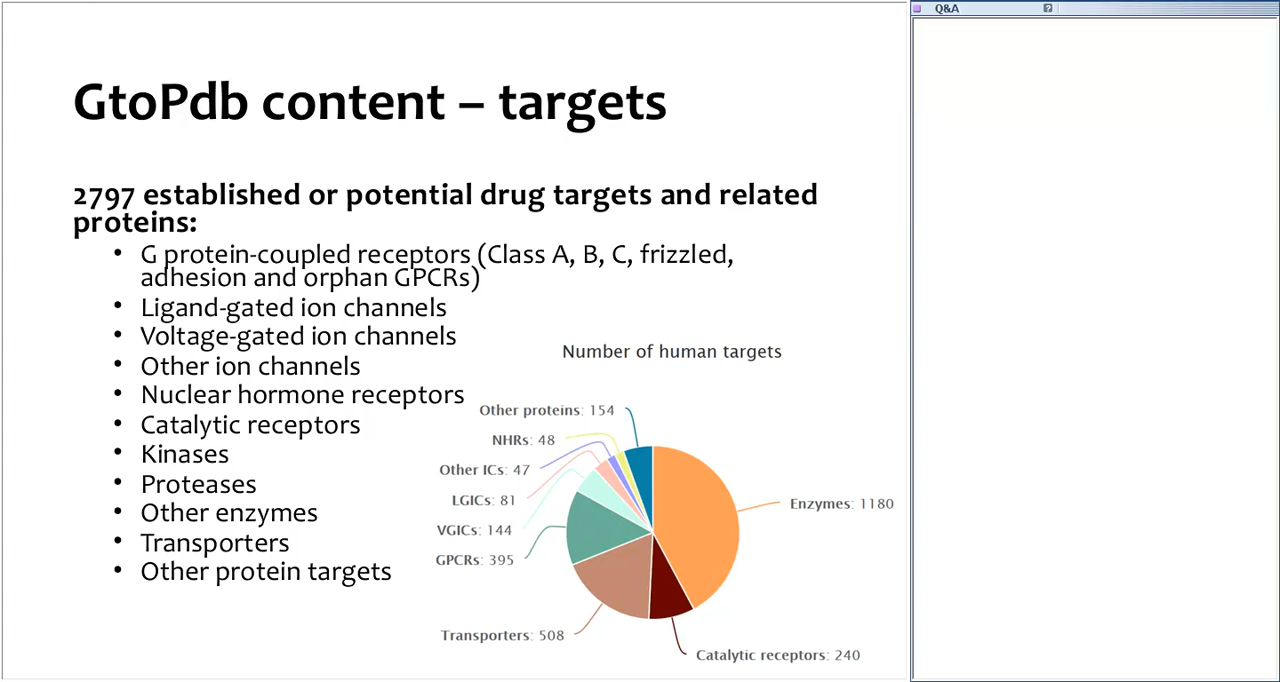 GtoPdb content – targets
2797 established or potential drug targets and related
proteins:
• G protein-coupled receptors (Class A, B, C, frizzled,
adhesion and orphan GPCRs)
• Ligand-gated ion channels
• Voltage-gated ion channels
• Other ion channels
• Nuclear hormone receptors
• Catalytic receptors
• Kinases
• Proteases
• Other enzymes
• Transporters
• Other protein targets
Number of human targets
Other proteins: 154
NHRs: 48
Other ICs: 47
LGICs: 81
VGICs: 144
GPCRs: 395
Transporters: 508
Enzymes: 1180
Catalytic receptors: 240
Q&A
?